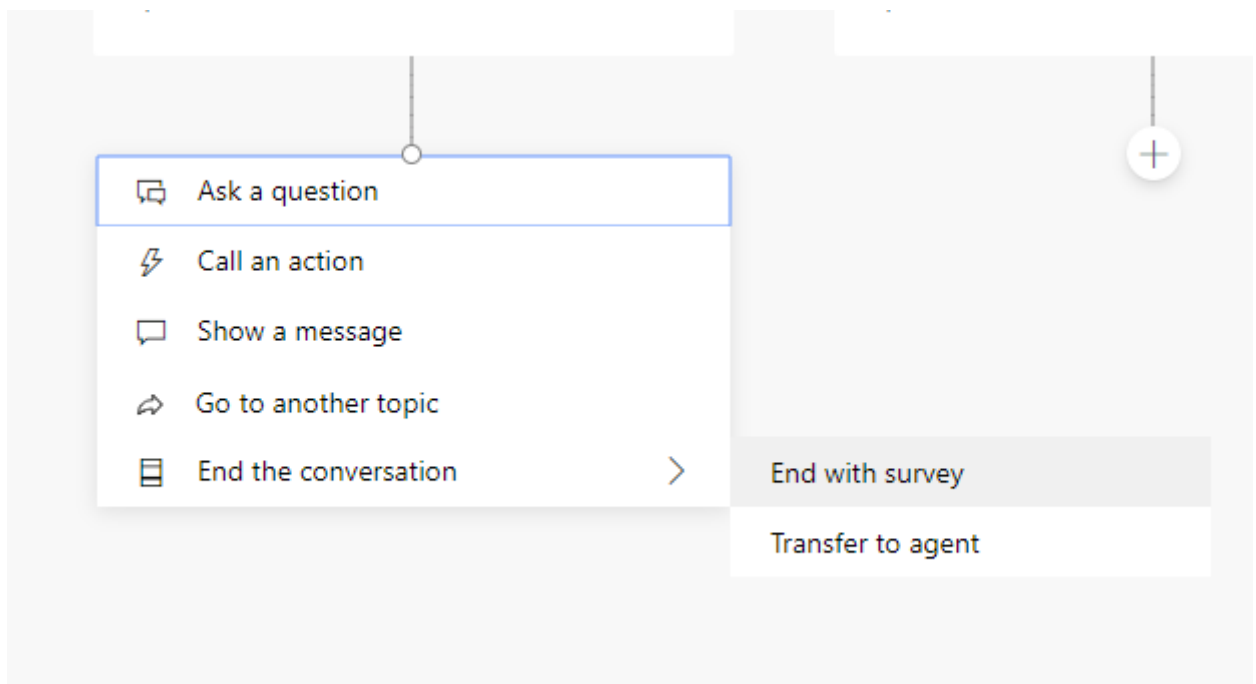 Ask a question
Call an action
Show a message
Go to another topic
End the conversation
End with survey
Transfer to agent